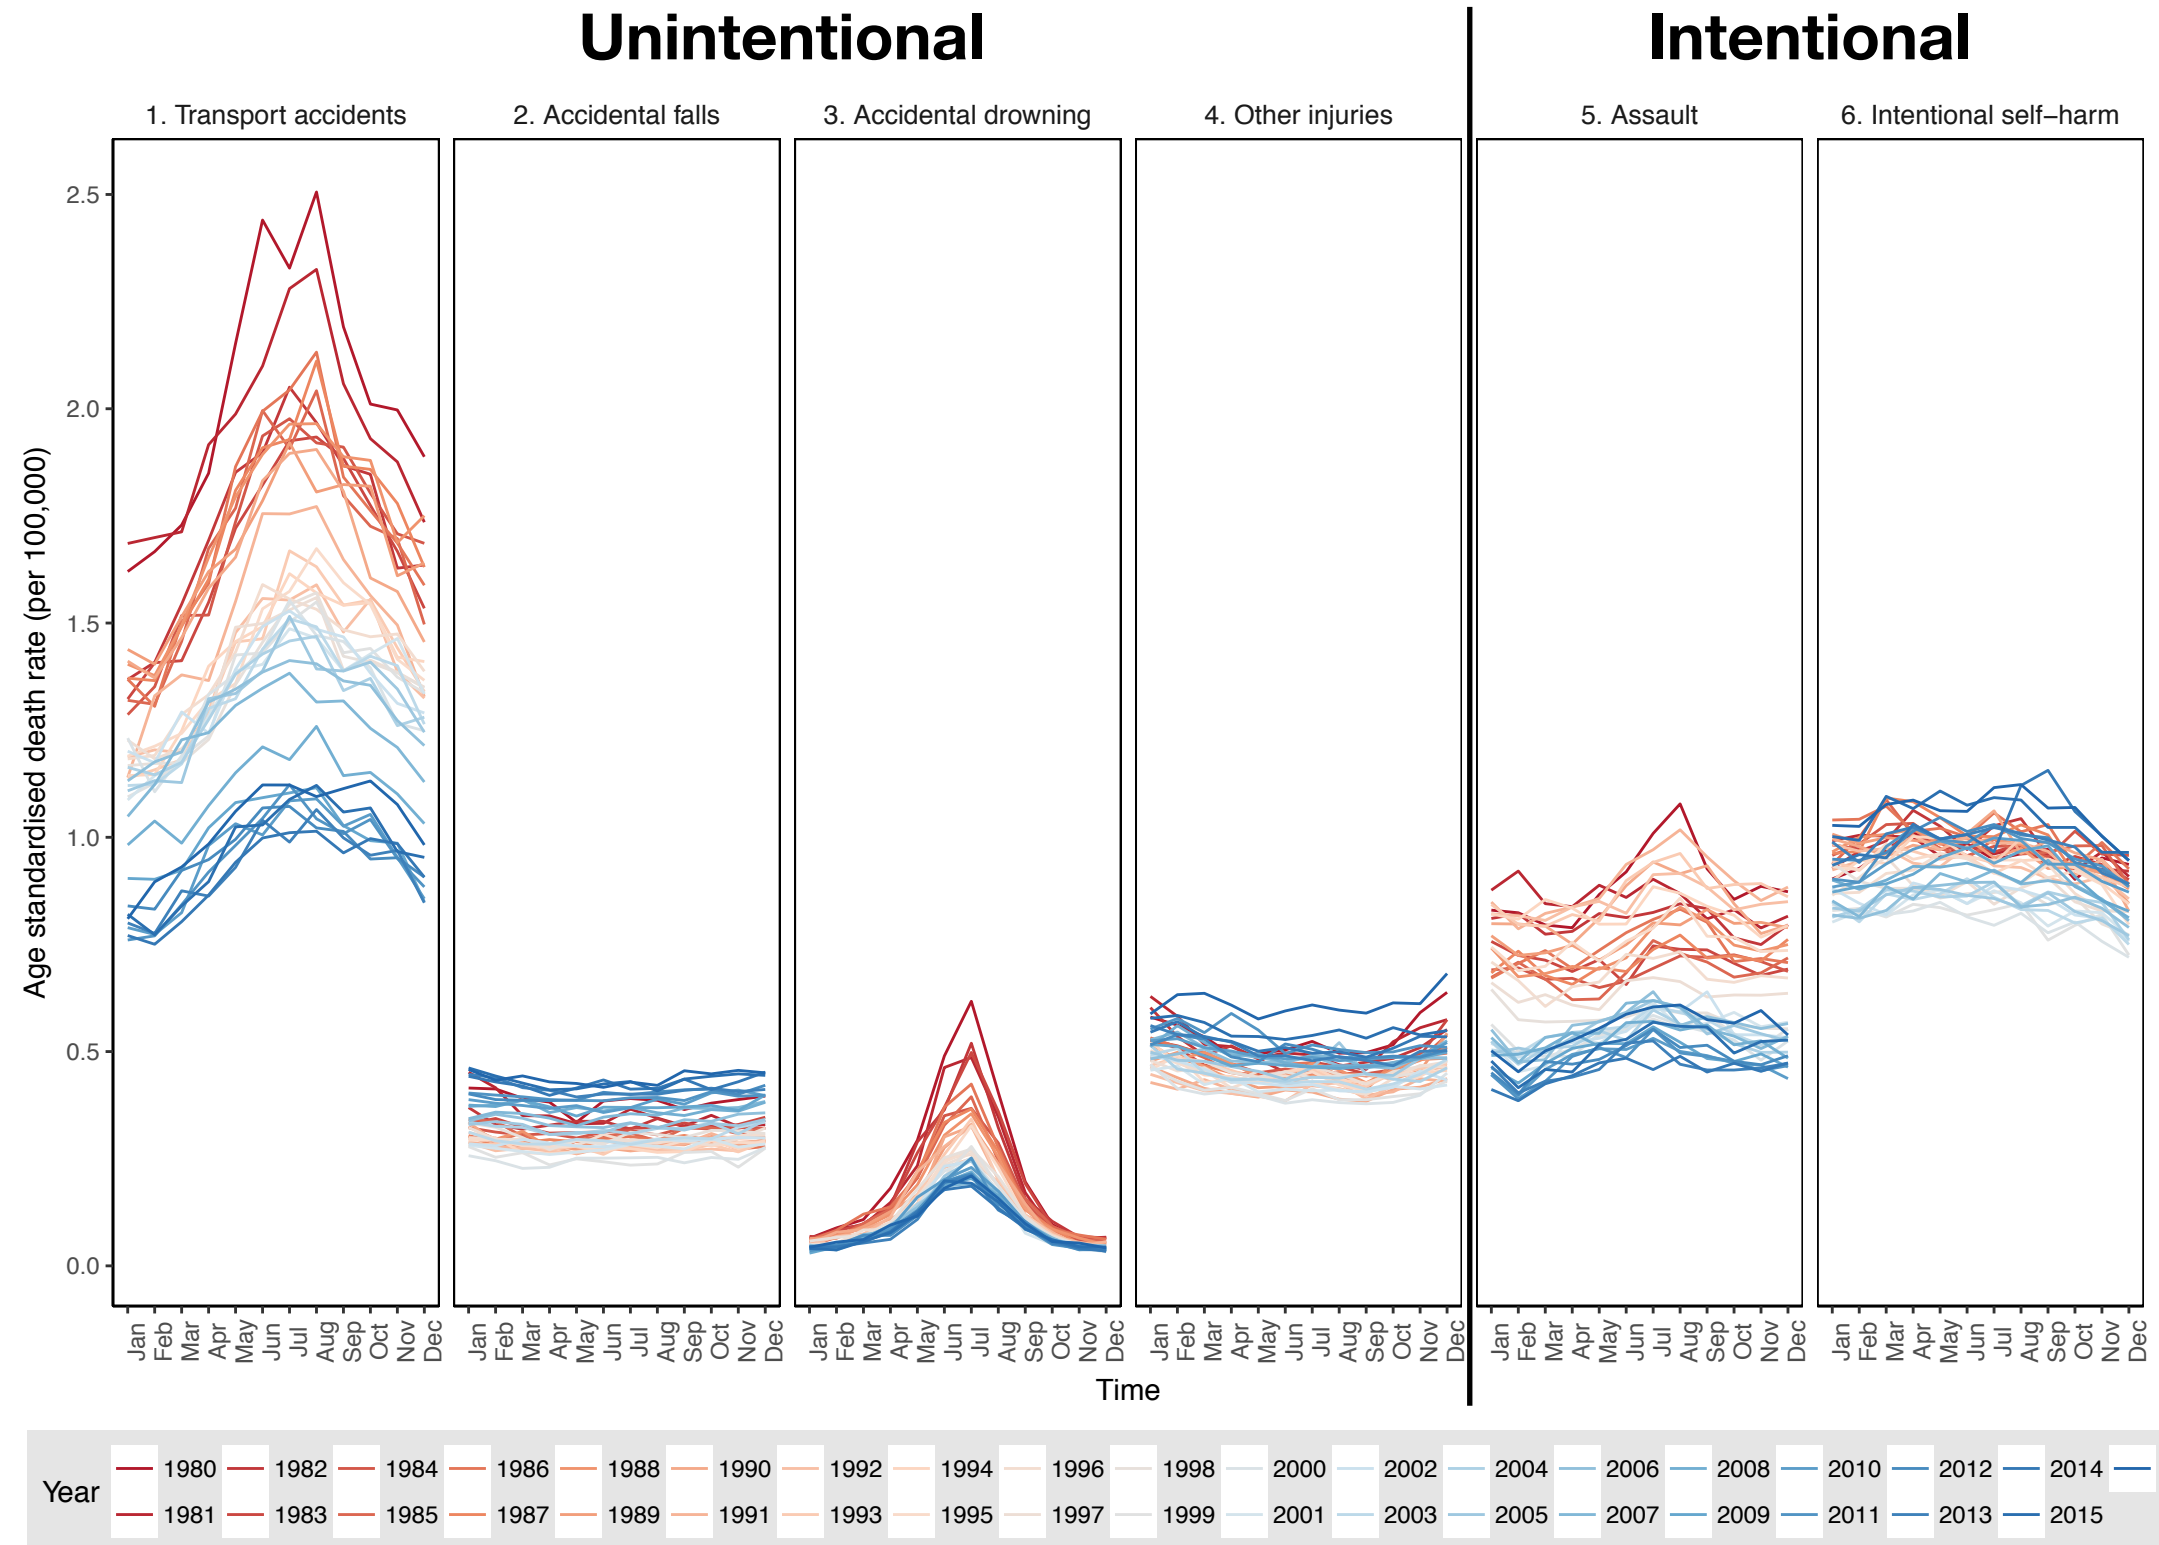 Unintentional
Intentional
1. Transport accidents
2. Accidental falls
3. Accidental drowning
4. Other injuries
5. Assault
6. Intentional self−harm
Age standardised death rate (per 100,000)
2.5
2.0
1.5
1.0
0.5
0.0
Jan Feb Mar Apr May Jun Jul Aug Sep Oct Nov Dec
Jan Feb Mar Apr May Jun Jul Aug Sep Oct Nov Dec
Jan Feb Mar Apr May Jun Jul Aug Sep Oct Nov Dec
Jan Feb Mar Apr May Jun Jul Aug Sep Oct Nov Dec
Jan Feb Mar Apr May Jun Jul Aug Sep Oct Nov Dec
Jan Feb Mar Apr May Jun Jul Aug Sep Oct Nov Dec
Time
Year
1980 1982 1984 1986 1988 1990 1992 1994 1996 1998 2000 2002 2004 2006 2008 2010 2012 2014
1981 1983 1985 1987 1989 1991 1993 1995 1997 1999 2001 2003 2005 2007 2009 2011 2013 2015